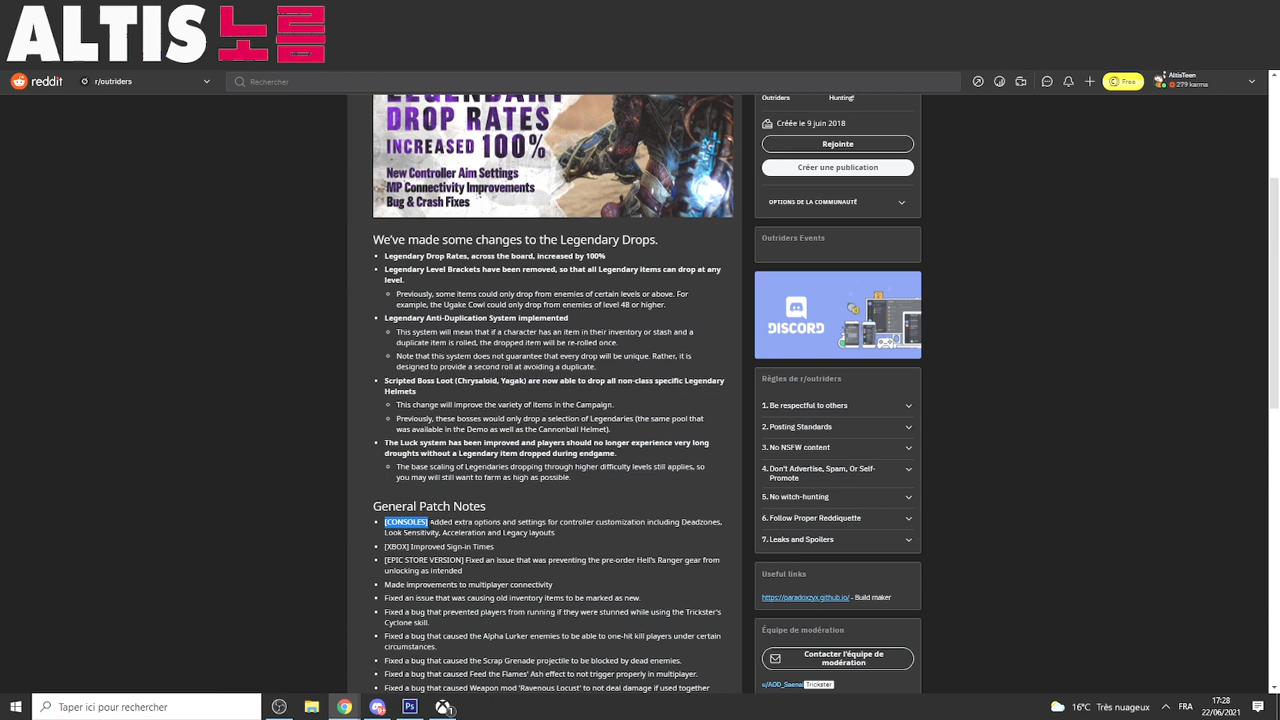 ALTIS 노름
reddit
r/outriders
Rechercher
Free
AltisTeen
279 karma
LEGENDARY
DROP RATES
INCREASED 100%
New Controller Aim Settings
MP Connectivity Improvements
Bug & Crash Fixes
We've made some changes to the Legendary Drops.
Legendary Drop Rates, across the board, increased by 100%
Legendary Level Brackets have been removed, so that all Legendary items can drop at any
level.
Previously, some items could only drop from enemies of certain levels or above. For
example, the Ugake Cowl could only drop from enemies of level 48 or higher.
Legendary Anti-Duplication System implemented
This system will mean that if a character has an item in their inventory or stash and a
duplicate item is rolled, the dropped item will be re-rolled once.
Note that this system does not guarantee that every drop will be unique. Rather, it is
designed to provide a second roll at avoiding a duplicate.
Scripted Boss Loot (Chrysaloid, Yagak) are now able to drop all non-class specific Legendary
Helmets
This change will improve the variety of items in the Campaign.
Previously, these bosses would only drop a selection of Legendaries (the same pool that
was available in the Demo as well as the Cannonball Helmet).
The Luck system has been improved and players should no longer experience very long
droughts without a Legendary item dropped during endgame.
The base scaling of Legendaries dropping through higher difficulty levels still applies, so
you may will still want to farm as high as possible.
General Patch Notes
[CONSOLES] Added extra options and settings for controller customization including Deadzones,
Look Sensitivity, Acceleration and Legacy layouts
[XBOX] Improved Sign-in Times
[EPIC STORE VERSION] Fixed an issue that was preventing the pre-order Hell's Ranger gear from
unlocking as intended
Made improvements to multiplayer connectivity
Fixed an issue that was causing old inventory items to be marked as new.
Fixed a bug that prevented players from running if they were stunned while using the Trickster's
Cyclone skill.
Fixed a bug that caused the Alpha Lurker enemies to be able to one-hit kill players under certain
circumstances.
Fixed a bug that caused the Scrap Grenade projectile to be blocked by dead enemies.
Fixed a bug that caused Feed the Flames' Ash effect to not trigger properly in multiplayer.
Fixed a bug that caused Weapon mod 'Ravenous Locust' to not deal damage if used together
Outriders
Hunting!
Créée le 9 juin 2018
Rejointe
Créer une publication
OPTIONS DE LA COMMUNAUTÉ
Outriders Events
DISCORD
Règles de r/outriders
1. Be respectful to others
2. Posting Standards
3. No NSFW content
4. Don't Advertise, Spam, Or Self-
Promote
5. No witch-hunting
6. Follow Proper Reddiquette
7. Leaks and Spoilers
Useful links
https://paradoxzyx.github.io/ - Build maker
Équipe de modération
Contacter l'équipe de
modération
u/AOD_Saenai Trickster
Taper ici pour rechercher
1
16°C Très nuageux
FRA
17:28
22/06/2021